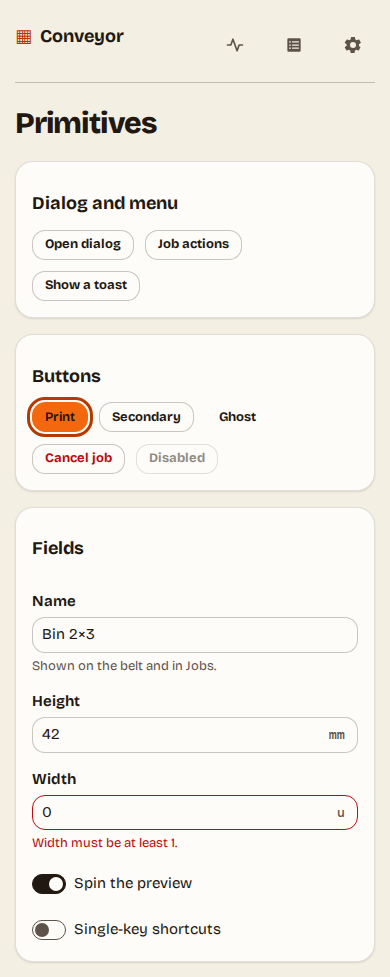 Conveyor
Primitives
Dialog and menu
Open dialog
Job actions
Show a toast
Buttons
Print
Secondary
Ghost
Cancel job
Disabled
Fields
Name
Bin 2×3
Shown on the belt and in Jobs.
Height
42 mm
Width
0 u
Width must be at least 1.
Spin the preview
Single-key shortcuts